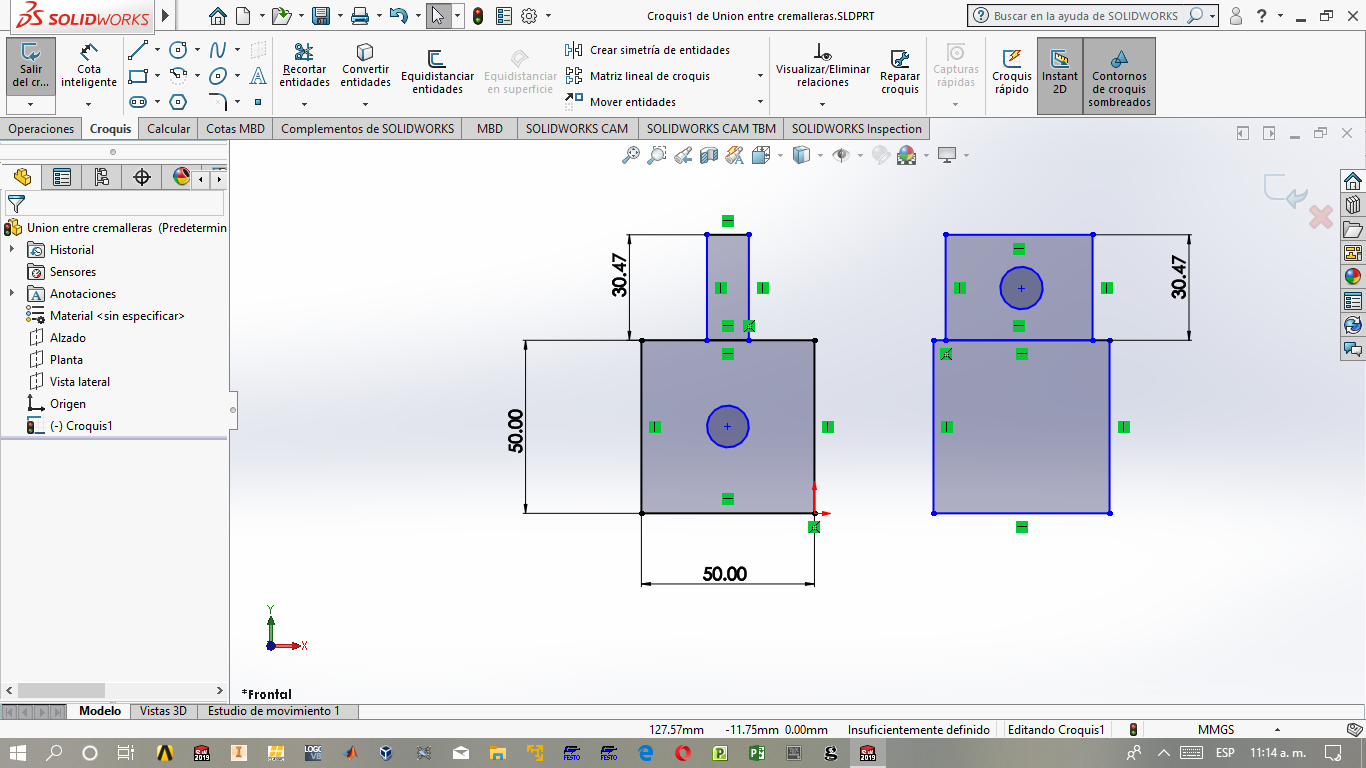 SOLIDWORKS
Croquis1 de Union entre cremalleras.SLDPRT
Buscar en la ayuda de SOLIDWORKS
Salir del cr...
Cota inteligente
Recortar entidades
Convertir entidades
Equidistanciar entidades
Equidistanciar en superficie
Crear simetría de entidades
Matriz lineal de croquis
Mover entidades
Visualizar/Eliminar relaciones
Reparar croquis
Capturas rápidas
Croquis rápido
Instant 2D
Contornos de croquis sombreados
Operaciones
Croquis
Calcular
Cotas MBD
Complementos de SOLIDWORKS
MBD
SOLIDWORKS CAM
SOLIDWORKS CAM TBM
SOLIDWORKS Inspection
Union entre cremalleras (Predetermin
Historial
Sensores
Anotaciones
Material <sin especificar>
Alzado
Planta
Vista lateral
Origen
(-) Croquis1
30.47
50.00
50.00
30.47
Y
X
*Frontal
Modelo
Vistas 3D
Estudio de movimiento 1
127.57mm
-11.75mm
0.00mm
Insuficientemente definido
Editando Croquis1
MMGS
ESP
11:14 a. m.